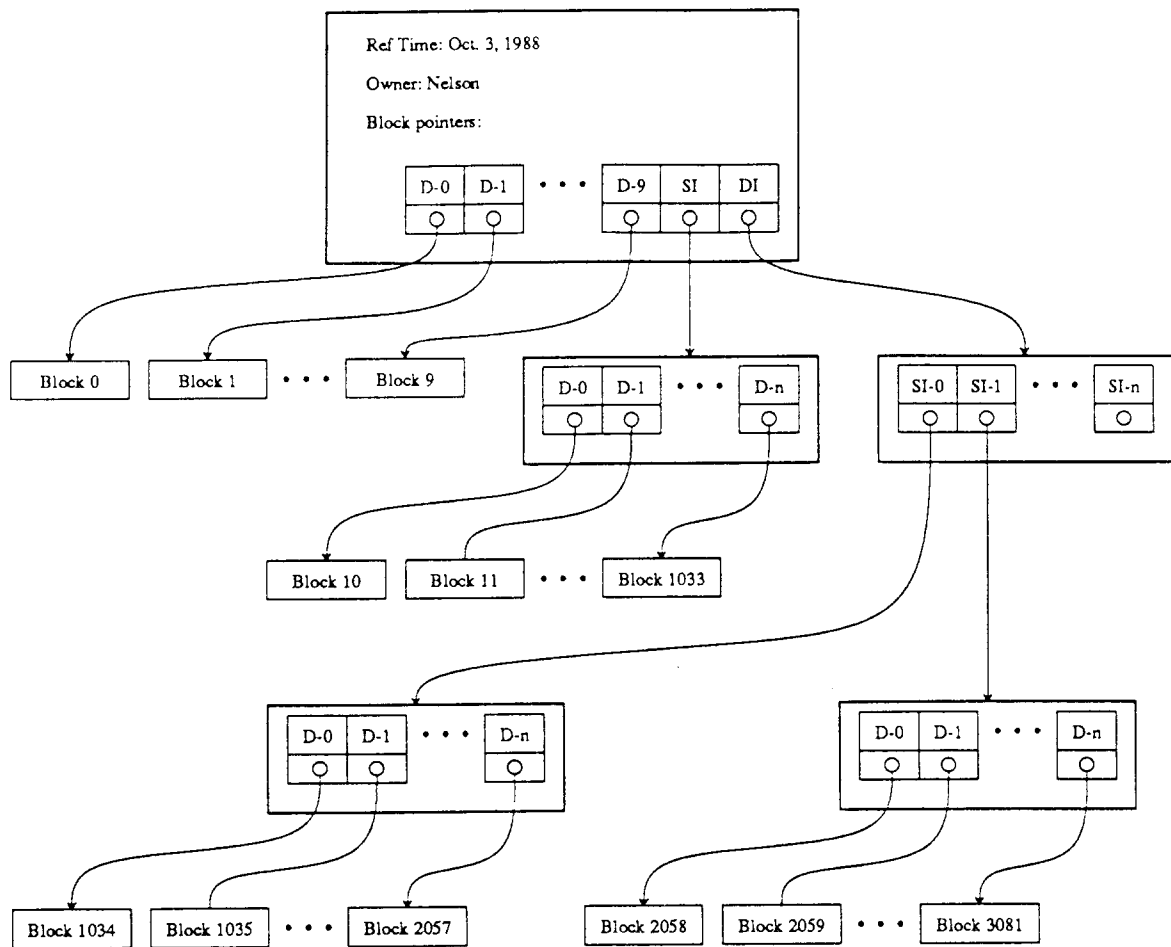 Ref Time: Oct. 3, 1988
Owner: Nelson
Block pointers:
D-0 D-1 • • • D-9 SI DI
Block 0 Block 1 • • • Block 9
D-0 D-1 • • • D-n
SI-0 SI-1 • • • SI-n
Block 10 Block 11 • • • Block 1033
D-0 D-1 • • • D-n
D-0 D-1 • • • D-n
Block 1034 Block 1035 • • • Block 2057
Block 2058 Block 2059 • • • Block 3081